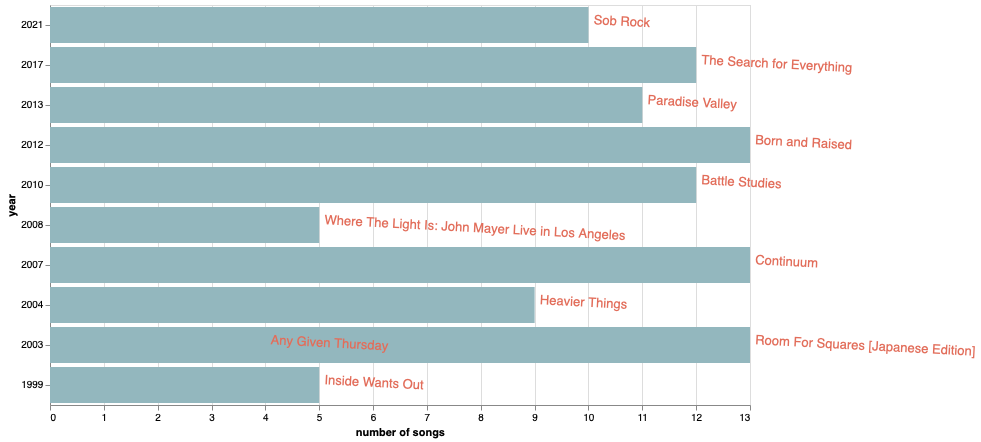 2021
Sob Rock
2017
The Search for Everything
2013
Paradise Valley
2012
Born and Raised
2010
Battle Studies
year
2008
Where The Light Is: John Mayer Live in Los Angeles
2007
Continuum
2004
Heavier Things
2003
Any Given Thursday
Room For Squares [Japanese Edition]
1999
Inside Wants Out
0 1 2 3 4 5 6 7 8 9 10 11 12 13
number of songs